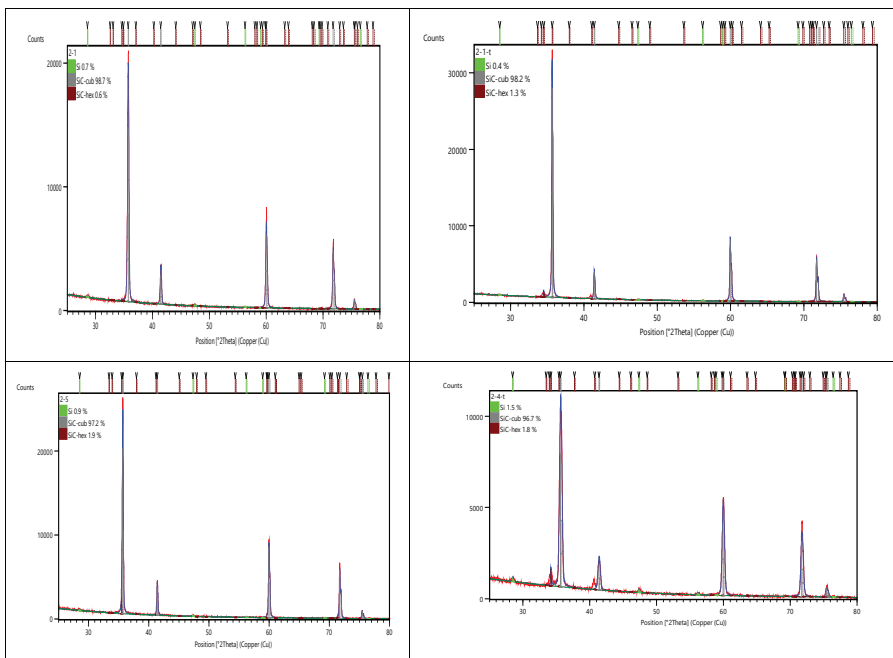 Counts
2-1
Si 0.7 %
SiC-cub 98.7 %
SiC-hex 0.6 %
20000
10000
0
30 40 50 60 70 80
Position [°2Theta] (Copper (Cu))
Counts
2-1-t
Si 0.4 %
SiC-cub 98.2 %
SiC-hex 1.3 %
30000
20000
10000
0
30 40 50 60 70 80
Position [°2Theta] (Copper (Cu))
Counts
2-5
Si 0.9 %
SiC-cub 97.2 %
SiC-hex 1.9 %
20000
10000
0
30 40 50 60 70 80
Position [°2Theta] (Copper (Cu))
Counts
2-4-t
Si 1.5 %
SiC-cub 96.7 %
SiC-hex 1.8 %
10000
5000
0
30 40 50 60 70 80
Position [°2Theta] (Copper (Cu))